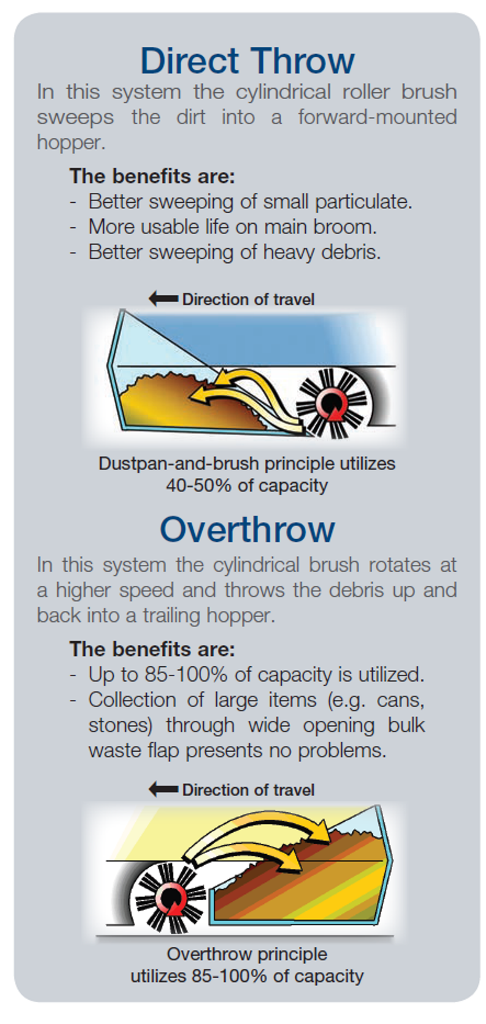 Direct Throw
In this system the cylindrical roller brush
sweeps the dirt into a forward-mounted
hopper.
The benefits are:
- Better sweeping of small particulate.
- More usable life on main broom.
- Better sweeping of heavy debris.
Direction of travel
Dustpan-and-brush principle utilizes
40-50% of capacity
Overthrow
In this system the cylindrical brush rotates at
a higher speed and throws the debris up and
back into a trailing hopper.
The benefits are:
- Up to 85-100% of capacity is utilized.
- Collection of large items (e.g. cans,
stones) through wide opening bulk
waste flap presents no problems.
Direction of travel
Overthrow principle
utilizes 85-100% of capacity